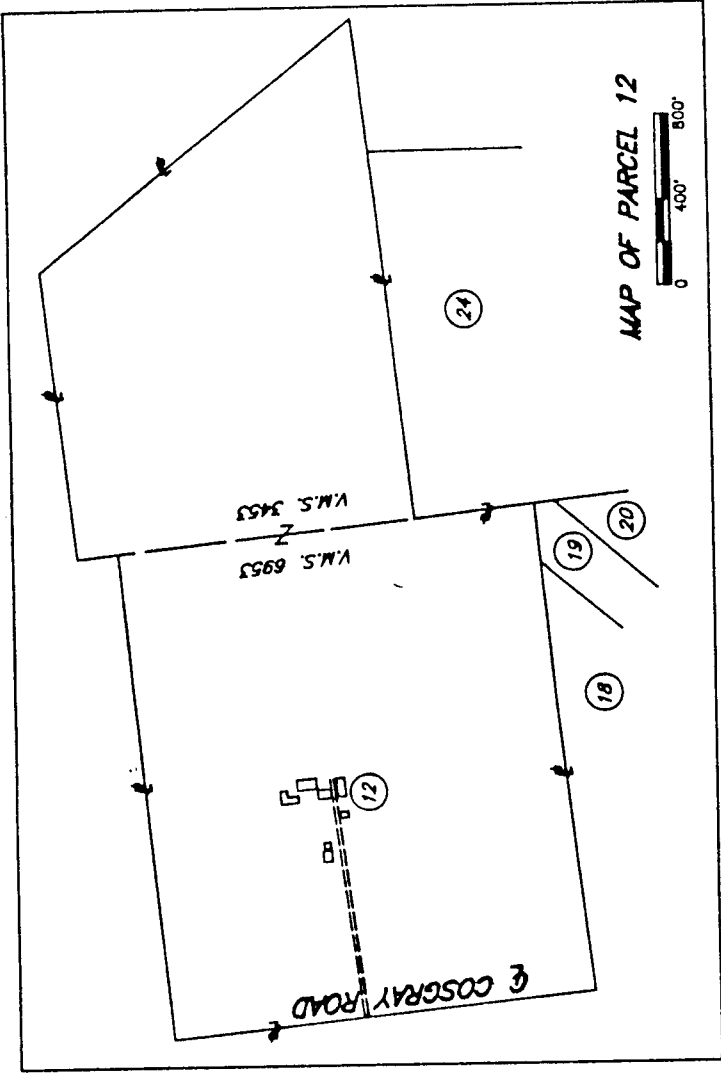 V.M.S. 3453
V.M.S. 6953
24
19
20
18
12
℄ COSGRAY ROAD
MAP OF PARCEL 12
0 400' 800'